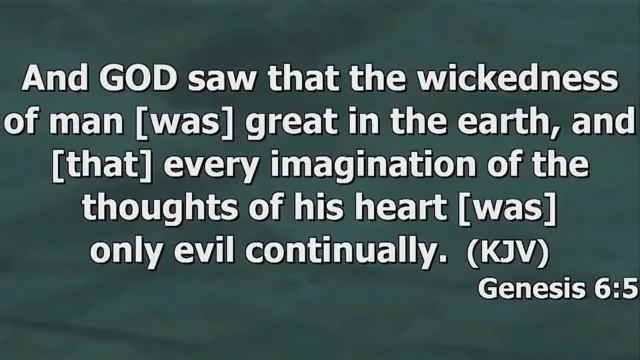 And GOD saw that the wickedness
of man [was] great in the earth, and
[that] every imagination of the
thoughts of his heart [was]
only evil continually. (KJV)
Genesis 6:5